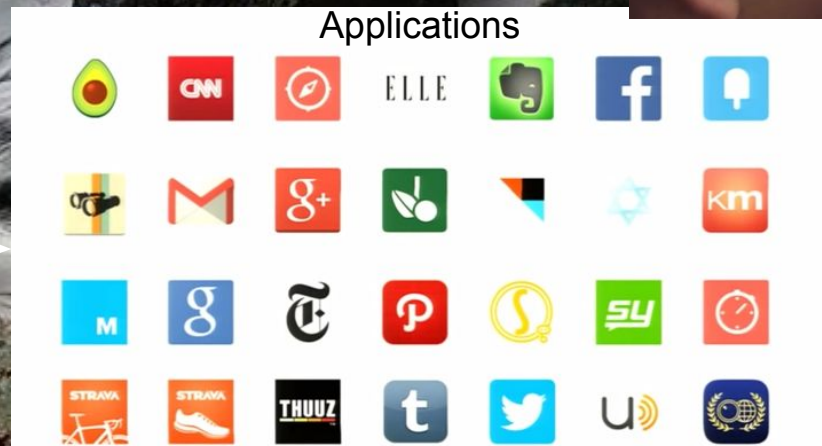 Applications
CNN
ELLE
f
g+
Km
M
g
T
P
S
sy
STRAVA
STRAVA
THUUZ
t
u